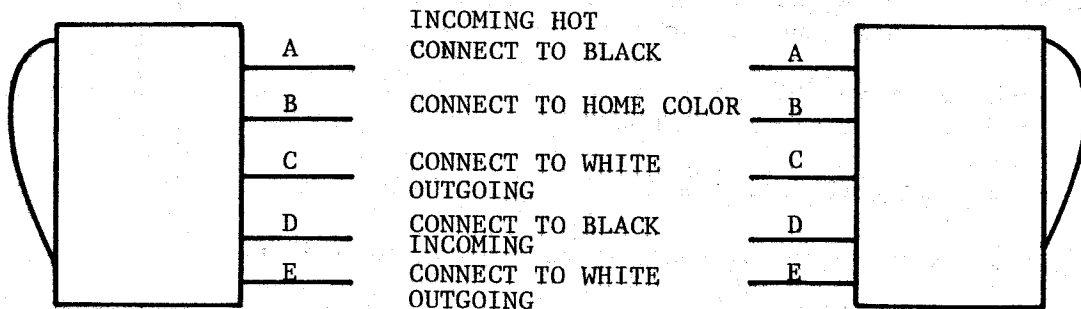 INCOMING HOT
A CONNECT TO BLACK A
B CONNECT TO HOME COLOR B
C CONNECT TO WHITE C
OUTGOING
D CONNECT TO BLACK D
INCOMING
E CONNECT TO WHITE E
OUTGOING